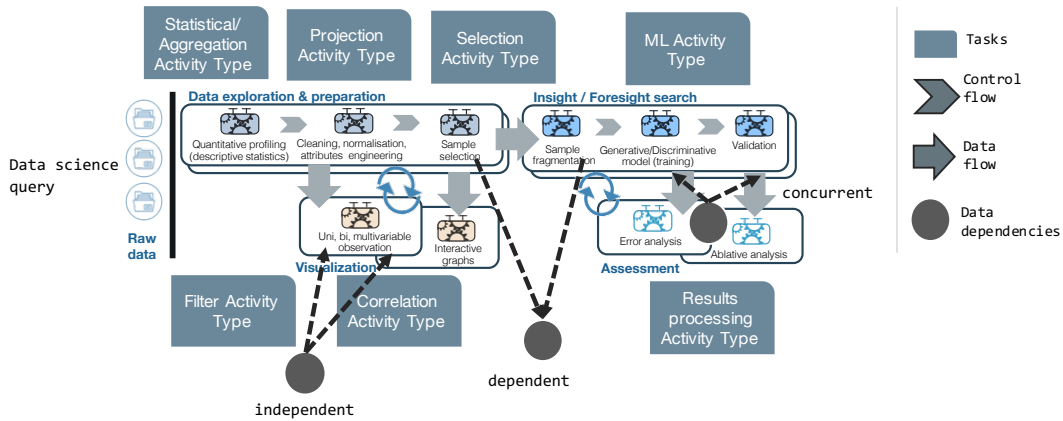 Statistical/
Aggregation
Activity Type
Projection
Activity Type
Selection
Activity Type
ML Activity
Type
Tasks
Control
flow
Data
flow
Data
dependencies
Data exploration & preparation
Insight / Foresight search
Quantitative profiling
(descriptive statistics)
Cleaning, normalisation,
attributes engineering
Sample
selection
Sample
fragmentation
Generative/Discriminative
model (training)
Validation
Data science
query
Raw
data
concurrent
Uni, bi, multivariable
observation
Interactive
graphs
Visualization
Error analysis
Ablative analysis
Assessment
Filter Activity
Type
Correlation
Activity Type
Results
processing
Activity Type
dependent
independent